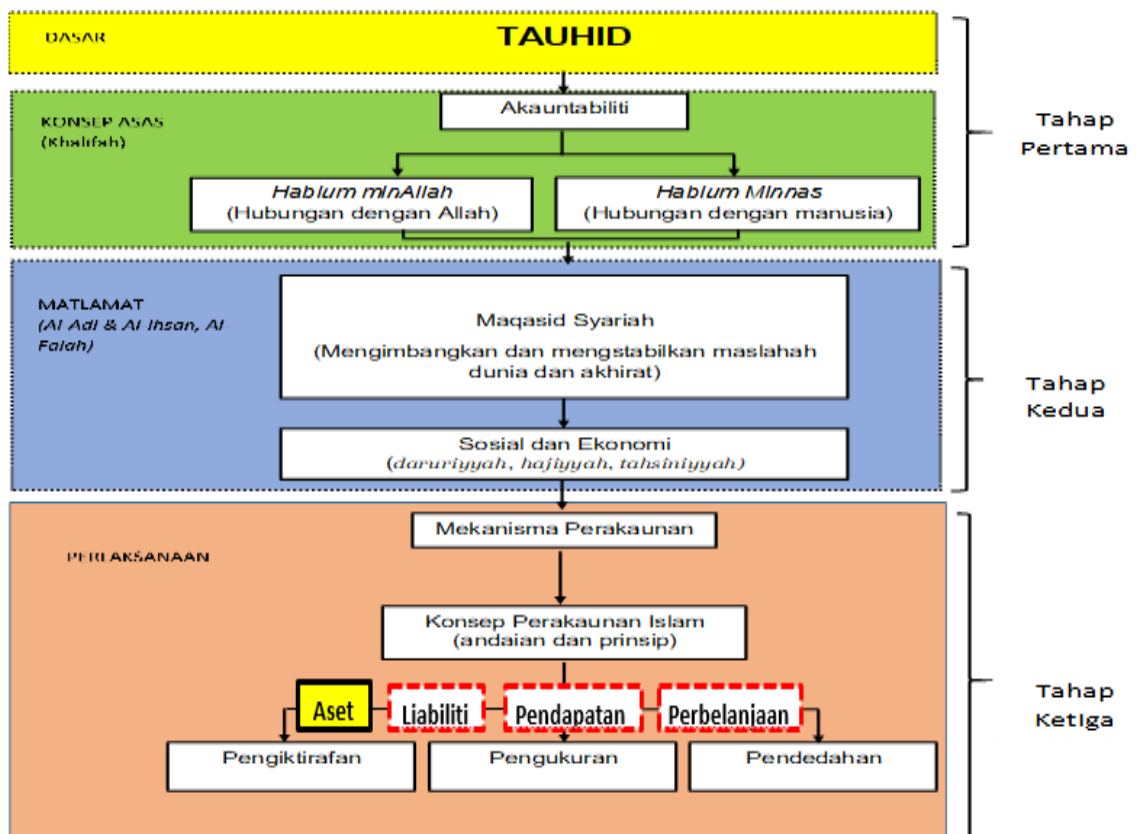 DASAR
TAUHID
Akauntabiliti
KONSEP ASAS
(Khalifah)
Hablum minAllah
(Hubungan dengan Allah)
Hablum Minnas
(Hubungan dengan manusia)
Tahap
Pertama
MATLAMAT
(Al Adl & Al Ihsan, Al
Falah)
Maqasid Syariah
(Mengimbangkan dan mengstabilkan maslahah
dunia dan akhirat)
Sosial dan Ekonomi
(daruriyyah, hajiyyah, tahsiniyyah)
Tahap
Kedua
PERLAKSANAAN
Mekanisma Perakaunan
Konsep Perakaunan Islam
(andaian dan prinsip)
Aset
Liabiliti
Pendapatan
Perbelanjaan
Pengiktirafan
Pengukuran
Pendedahan
Tahap
Ketiga